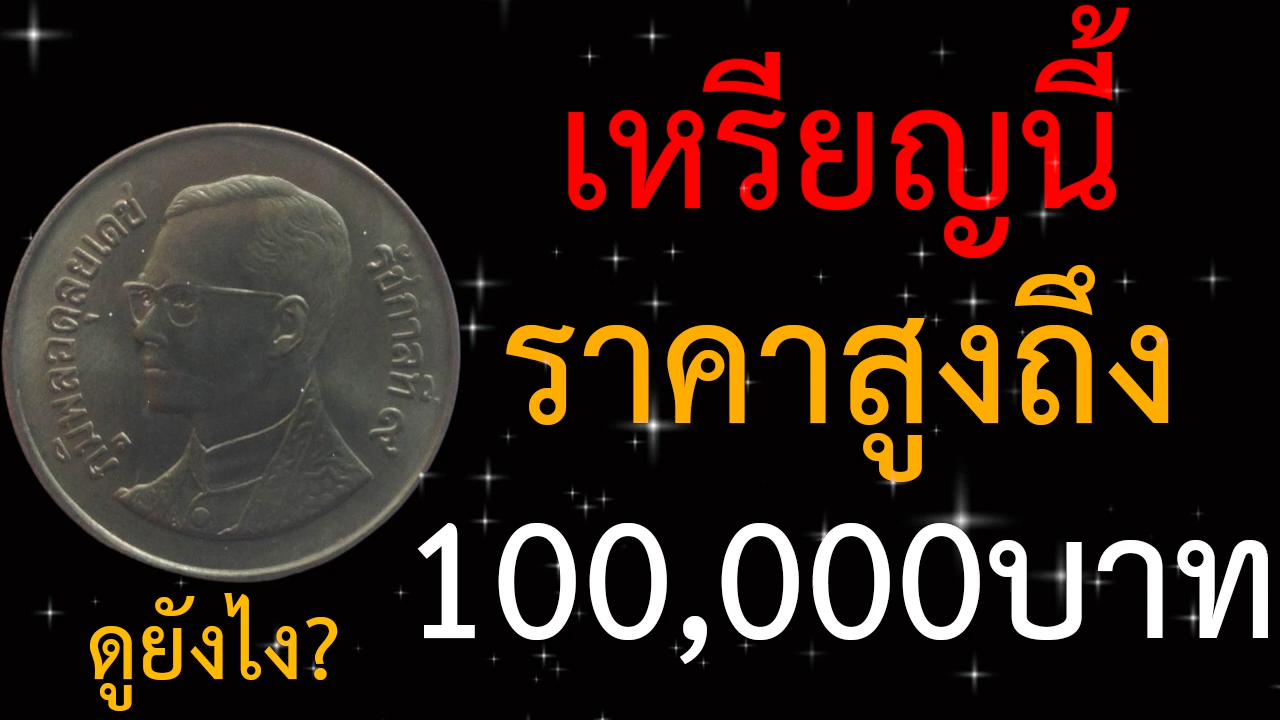 เหรียญนี้
ราคาสูงถึง
100,000บาท
ดูยังไง?
ภูมิพลอดุลยเดช
รัชกาลที่ ๙